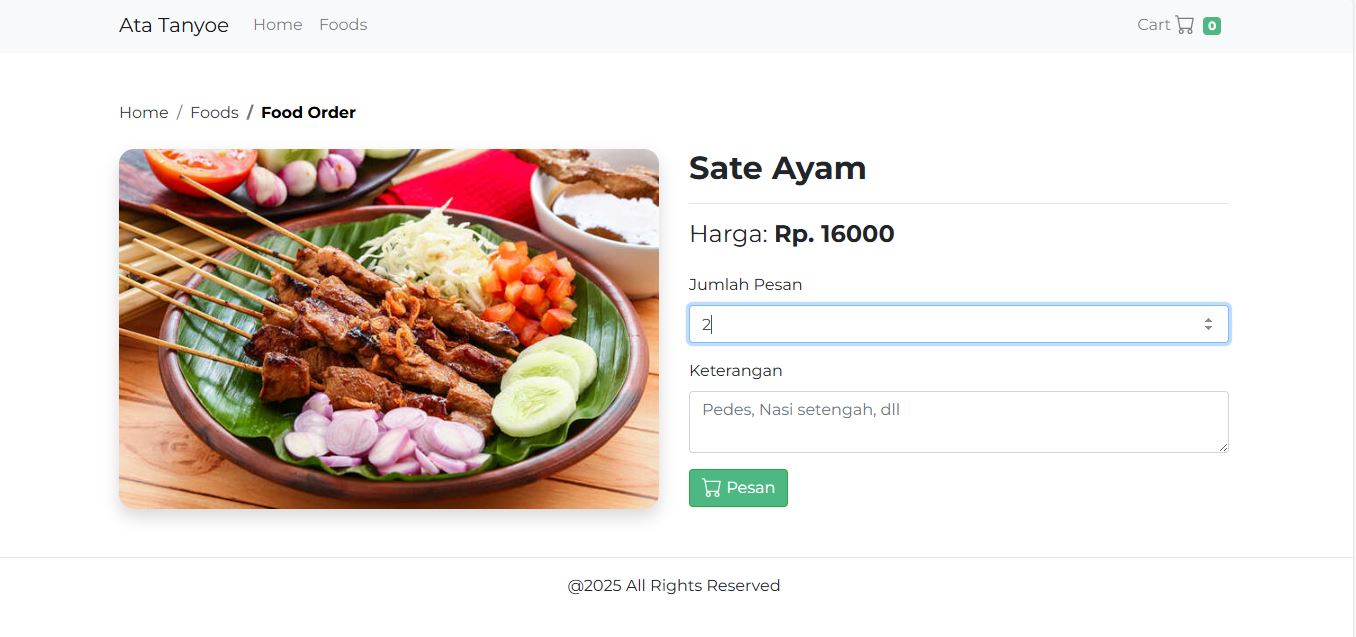 Ata Tanyoe Home Foods Cart 0
Home / Foods / Food Order
Sate Ayam
Harga: Rp. 16000
Jumlah Pesan
2
Keterangan
Pedes, Nasi setengah, dll
Pesan
@2025 All Rights Reserved